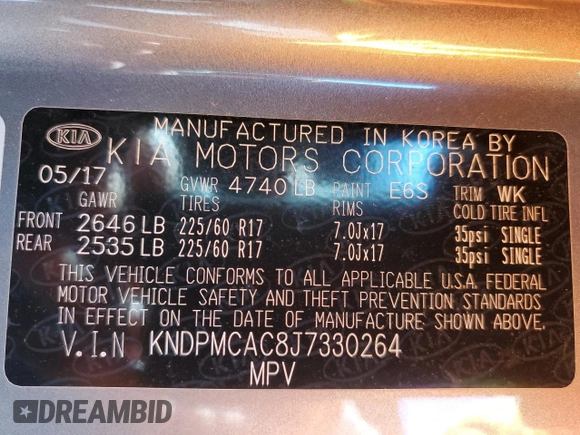 KIA MANUFACTURED IN KOREA BY
KIA MOTORS CORPORATION
05/17 GVWR 4740 LB PAINT E6S TRIM WK
GAWR TIRES RIMS COLD TIRE INFL
FRONT 2646 LB 225/60 R17 7.0Jx17 35psi SINGLE
REAR 2535 LB 225/60 R17 7.0Jx17 35psi SINGLE
THIS VEHICLE CONFORMS TO ALL APPLICABLE U.S.A. FEDERAL
MOTOR VEHICLE SAFETY AND THEFT PREVENTION STANDARDS
IN EFFECT ON THE DATE OF MANUFACTURE SHOWN ABOVE.
V.I.N KNDPMCAC8J7330264
MPV
DREAMBID